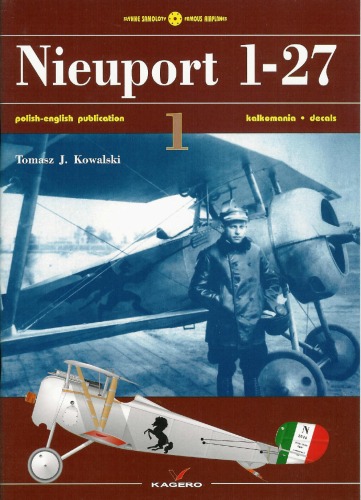 SŁYNNE SAMOLOTY FAMOUS AIRPLANES
Nieuport 1-27
polish-english publication
kalkomania • decals
1
Tomasz J. Kowalski
N
KAGERO